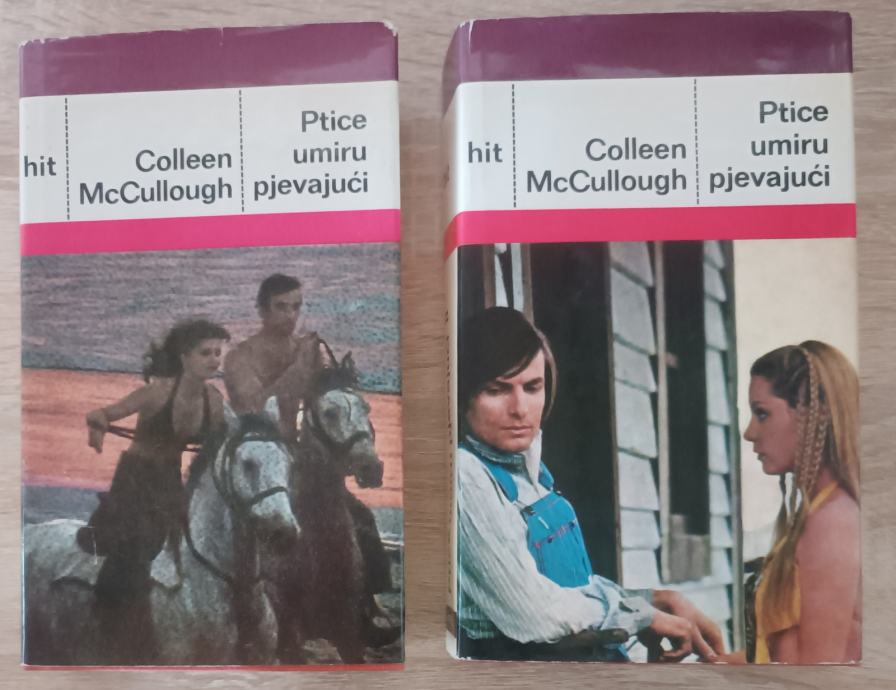 hit
Colleen
McCullough
Ptice
umiru
pjevajući
hit
Colleen
McCullough
Ptice
umiru
pjevajući